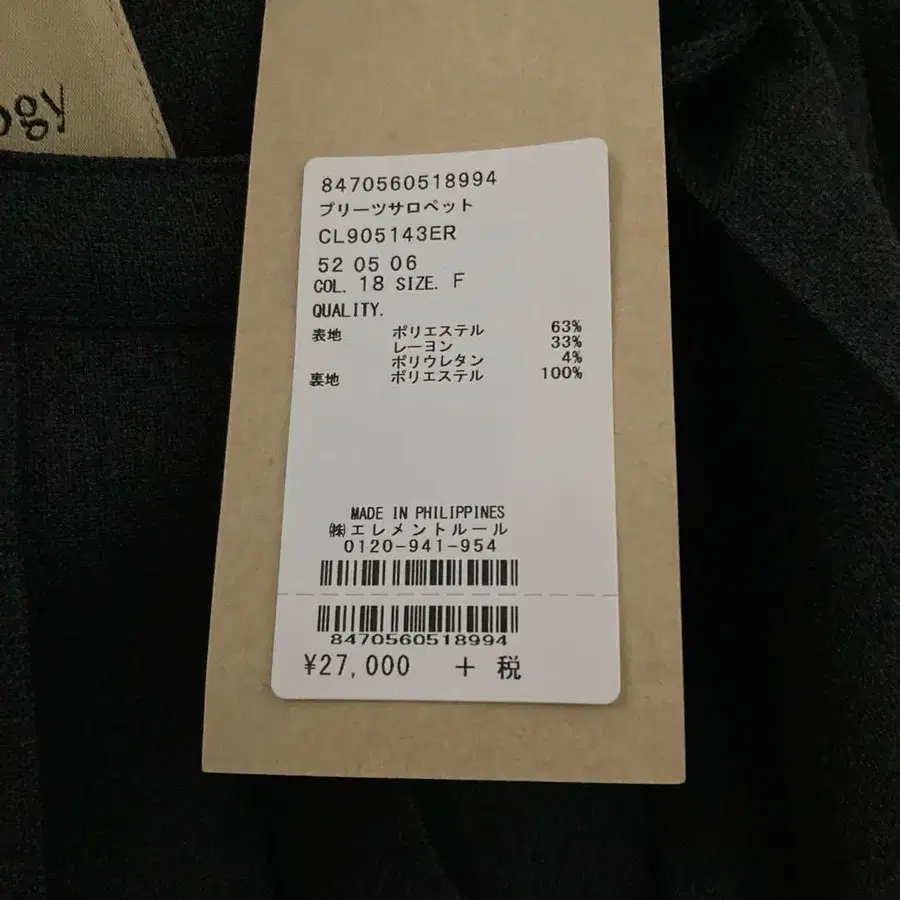 ogy
8470560518994
プリーツサロペット
CL905143ER
52 05 06
COL. 18 SIZE. F
QUALITY.
表地 ポリエステル 63%
レーヨン 33%
ポリウレタン 4%
裏地 ポリエステル 100%
MADE IN PHILIPPINES
㈱エレメントルール
0120-941-954
8470560518994
¥27,000 + 税